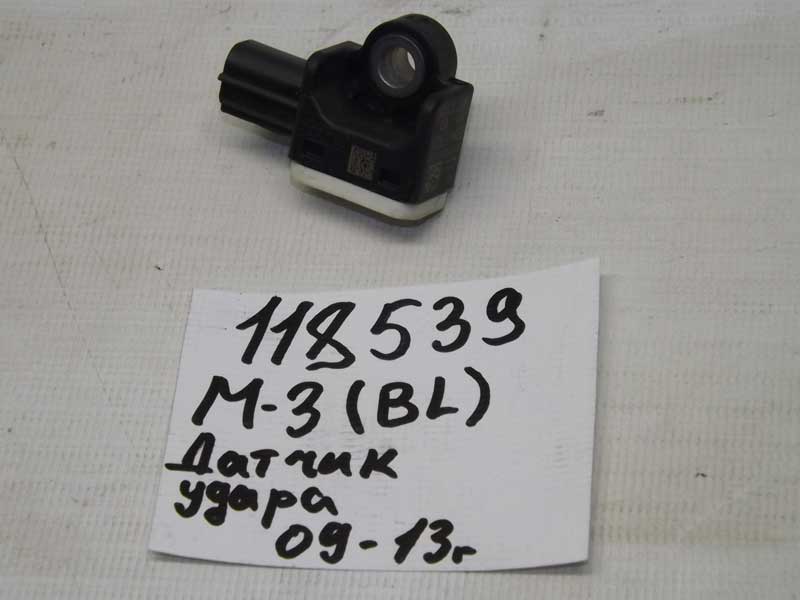 118539
М-3 (BL)
Датчик
удара
09-13г